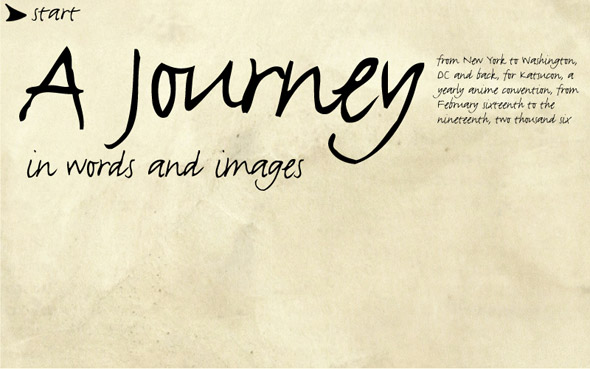 start
A Journey
in words and images
from New York to Washington,
DC and back, for Katsucon, a
yearly anime convention, from
February sixteenth to the
nineteenth, two thousand six